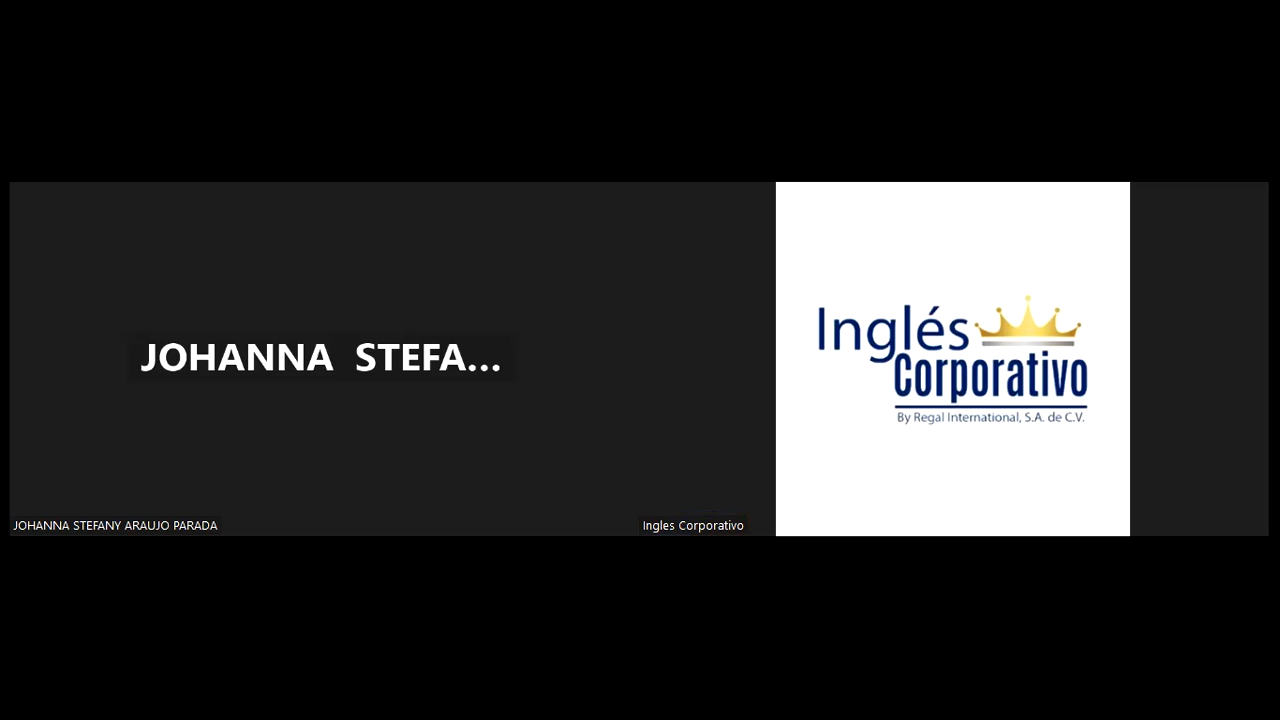 JOHANNA STEFA...
JOHANNA STEFANY ARAUJO PARADA
Inglés
Corporativo
By Regal International, S.A. de C.V.
Ingles Corporativo